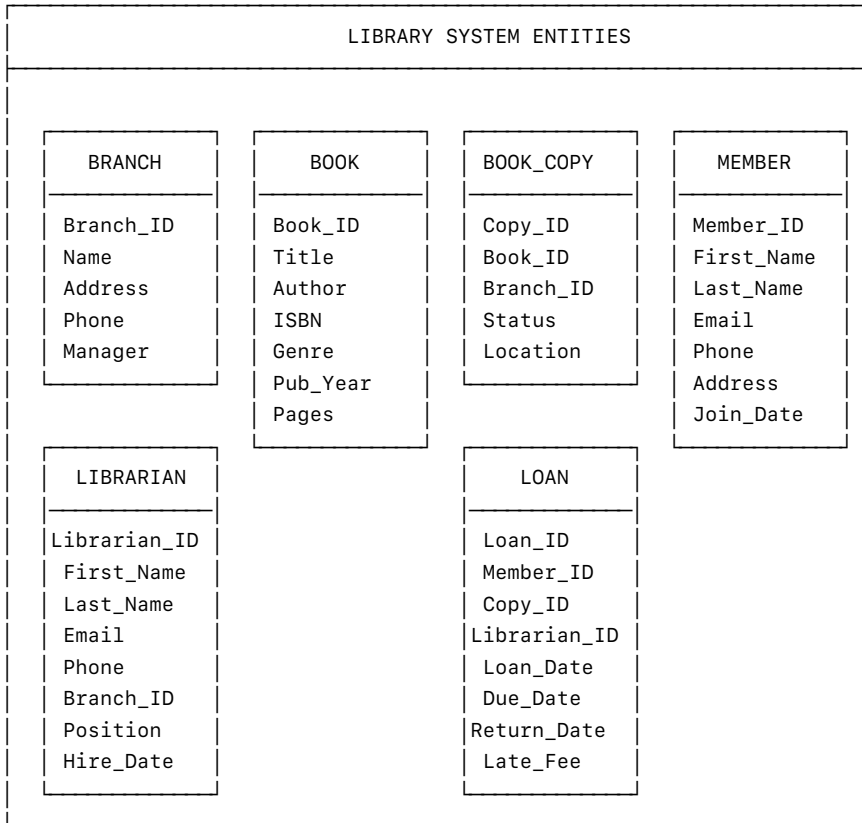 LIBRARY SYSTEM ENTITIES
BRANCH
Branch_ID
Name
Address
Phone
Manager
BOOK
Book_ID
Title
Author
ISBN
Genre
Pub_Year
Pages
BOOK_COPY
Copy_ID
Book_ID
Branch_ID
Status
Location
MEMBER
Member_ID
First_Name
Last_Name
Email
Phone
Address
Join_Date
LIBRARIAN
Librarian_ID
First_Name
Last_Name
Email
Phone
Branch_ID
Position
Hire_Date
LOAN
Loan_ID
Member_ID
Copy_ID
Librarian_ID
Loan_Date
Due_Date
Return_Date
Late_Fee